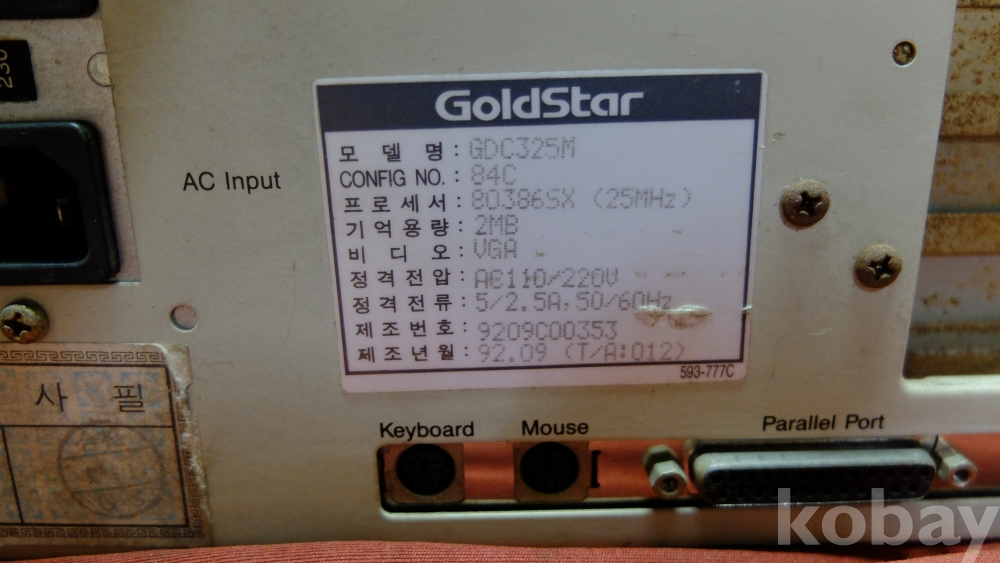 230
AC Input
GoldStar
모 델 명 : GDC325M
CONFIG NO. : 84C
프로세서 : 80386SX (25MHz)
기억용량 : 2MB
비 디 오 : VGA
정격전압 : AC110/220V
정격전류 : 5/2.5A, 50/60Hz
제조번호 : 9209C00353
제조년월 : 92.09 (T/A:012)
593-777C
사 필
Keyboard
Mouse
Parallel Port
kobay